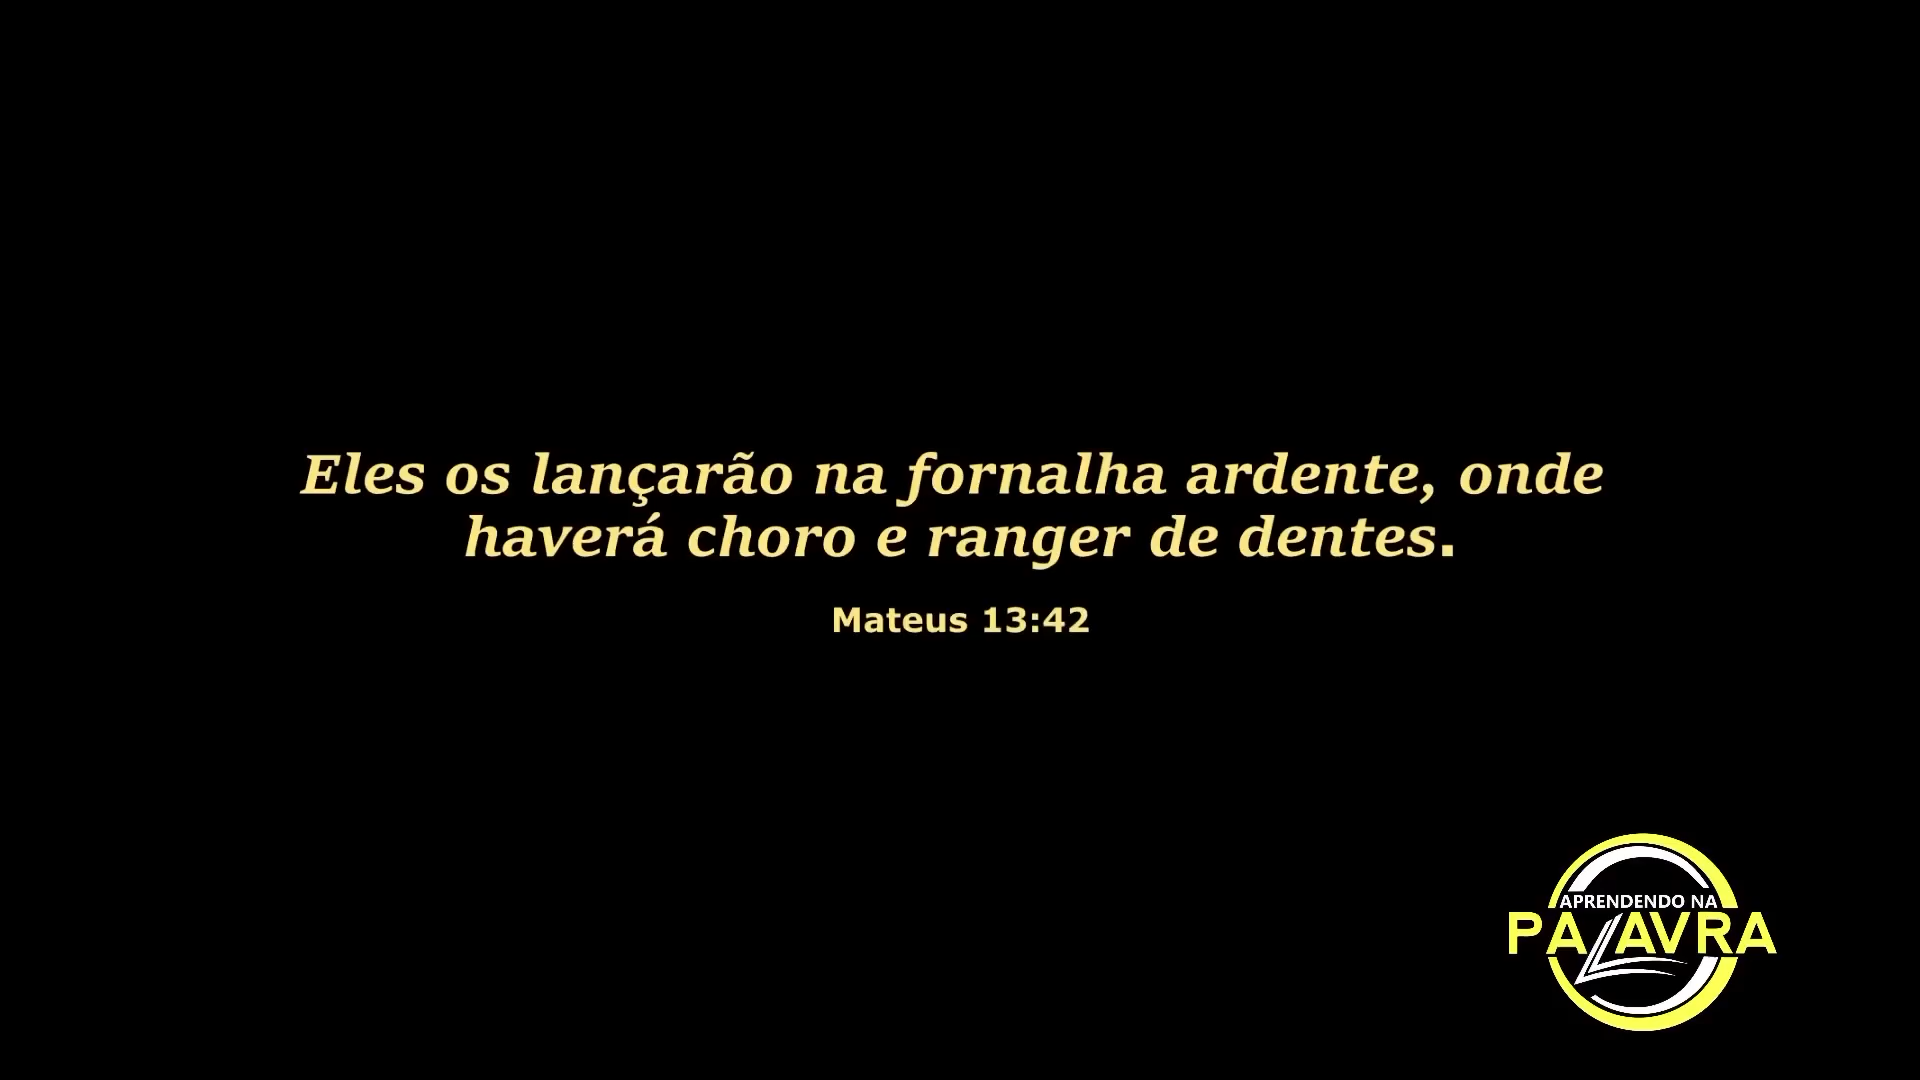 Eles os lançarão na fornalha ardente, onde
haverá choro e ranger de dentes.
Mateus 13:42
APRENDENDO NA
PALAVRA